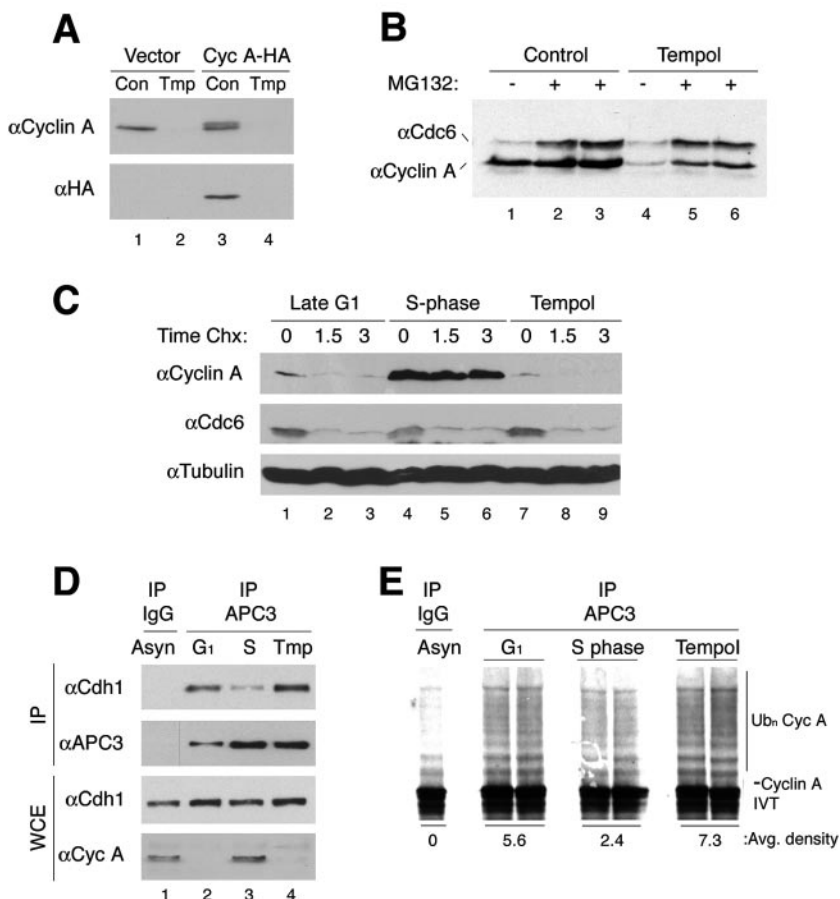 A
Vector Cyc A-HA
Con Tmp Con Tmp
αCyclin A
αHA
1 2 3 4
B
Control Tempol
MG132: - + + - + +
αCdc6
αCyclin A
1 2 3 4 5 6
C
Late G1 S-phase Tempol
Time Chx: 0 1.5 3 0 1.5 3 0 1.5 3
αCyclin A
αCdc6
αTubulin
1 2 3 4 5 6 7 8 9
D
IP IP
IgG APC3
Asyn G1 S Tmp
IP
αCdh1
αAPC3
WCE
αCdh1
αCyc A
1 2 3 4
E
IP IP
IgG APC3
Asyn G1 S phase Tempol
Ubn Cyc A
-Cyclin A
IVT
0 5.6 2.4 7.3 :Avg. density